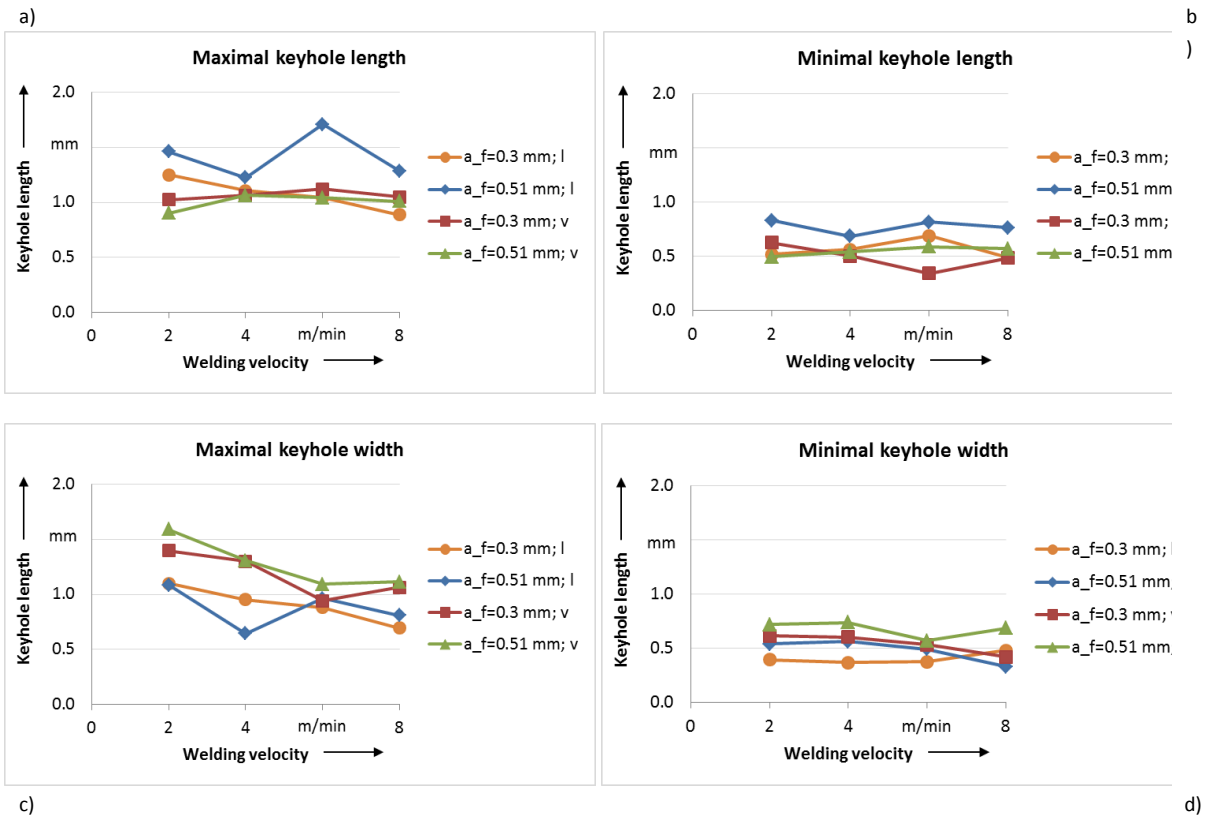 a)
b
)
Maximal keyhole length
Keyhole length
2.0
mm
1.0
0.5
0.0
0
2
4
m/min
8
Welding velocity
a_f=0.3 mm; l
a_f=0.51 mm; l
a_f=0.3 mm; v
a_f=0.51 mm; v
Minimal keyhole length
Keyhole length
2.0
mm
1.0
0.5
0.0
0
2
4
m/min
8
Welding velocity
a_f=0.3 mm;
a_f=0.51 mm
a_f=0.3 mm;
a_f=0.51 mm
Maximal keyhole width
Keyhole length
2.0
mm
1.0
0.5
0.0
0
2
4
m/min
8
Welding velocity
a_f=0.3 mm; l
a_f=0.51 mm; l
a_f=0.3 mm; v
a_f=0.51 mm; v
Minimal keyhole width
Keyhole length
2.0
mm
1.0
0.5
0.0
0
2
4
m/min
8
Welding velocity
a_f=0.3 mm; l
a_f=0.51 mm;
a_f=0.3 mm; v
a_f=0.51 mm;
c)
d)